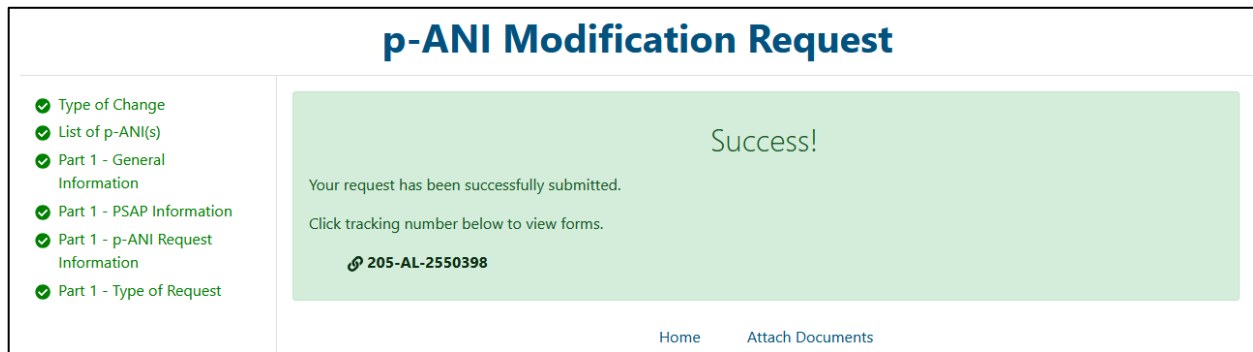 p-ANI Modification Request
Type of Change
List of p-ANI(s)
Part 1 - General
Information
Part 1 - PSAP Information
Part 1 - p-ANI Request
Information
Part 1 - Type of Request
Success!
Your request has been successfully submitted.
Click tracking number below to view forms.
205-AL-2550398
Home Attach Documents